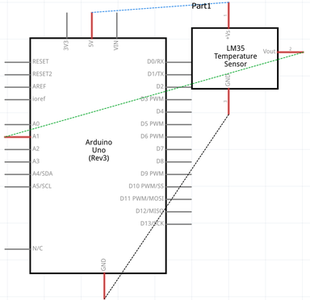 Part1
3V3
5V
VIN
+VS
RESET
RESET2
AREF
ioref
A0
A1
A2
A3
A4/SDA
A5/SCL
N/C
D0/RX
D1/TX
D2
D3 PWM
D4
D5 PWM
D6 PWM
D7
D8
D9 PWM
D10 PWM/SS
D11 PWM/MOSI
D12/MISO
D13/SCK
Arduino
Uno
(Rev3)
GND
LM35
Temperature
Sensor
Vout
GND